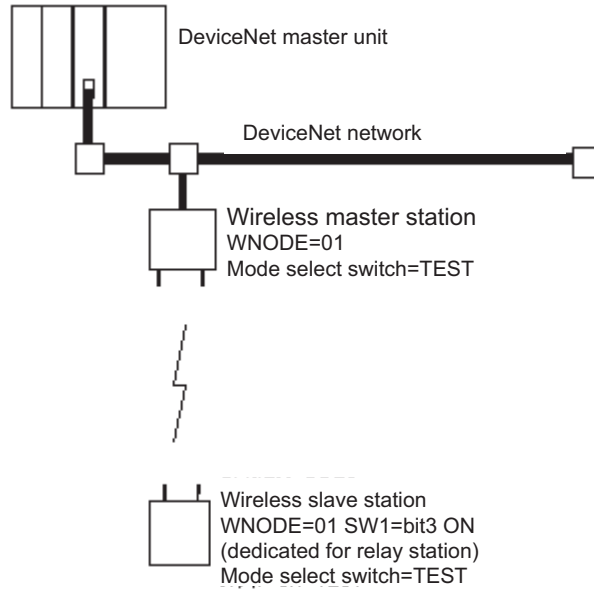 DeviceNet master unit
DeviceNet network
Wireless master station
WNODE=01
Mode select switch=TEST
Wireless slave station
WNODE=01 SW1=bit3 ON
(dedicated for relay station)
Mode select switch=TEST